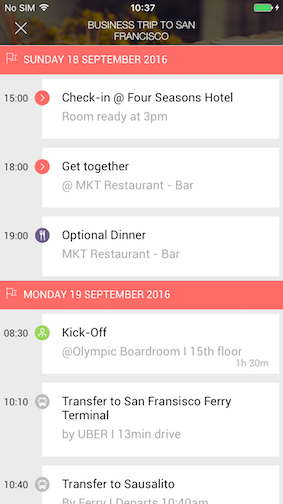 No SIM 10:37
BUSINESS TRIP TO SAN
FRANCISCO
SUNDAY 18 SEPTEMBER 2016
15:00 Check-in @ Four Seasons Hotel
Room ready at 3pm
18:00 Get together
@ MKT Restaurant - Bar
19:00 Optional Dinner
MKT Restaurant - Bar
MONDAY 19 SEPTEMBER 2016
08:30 Kick-Off
@Olympic Boardroom I 15th floor
1h 30m
10:10 Transfer to San Fransisco Ferry
Terminal
by UBER I 13min drive
10:40 Transfer to Sausalito
By Ferry I Departs 10:40am